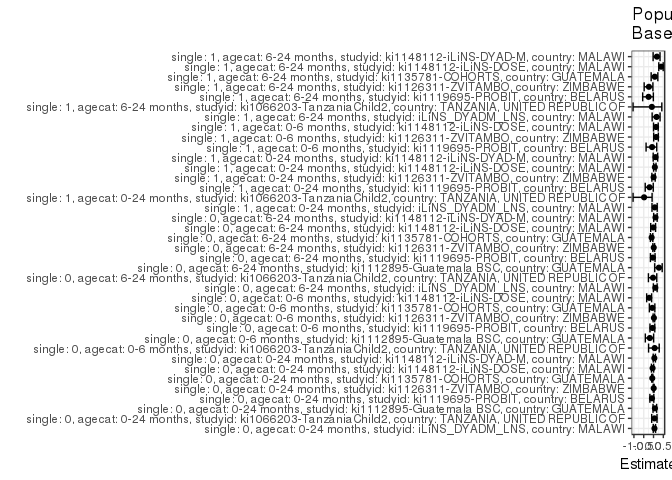 Popu
Base
single: 1, agecat: 6-24 months, studyid: ki1148112-iLiNS-DYAD-M, country: MALAWI
single: 1, agecat: 6-24 months, studyid: ki1148112-iLiNS-DOSE, country: MALAWI
single: 1, agecat: 6-24 months, studyid: ki1135781-COHORTS, country: GUATEMALA
single: 1, agecat: 6-24 months, studyid: ki1126311-ZVITAMBO, country: ZIMBABWE
single: 1, agecat: 6-24 months, studyid: ki1119695-PROBIT, country: BELARUS
single: 1, agecat: 6-24 months, studyid: ki1066203-TanzaniaChild2, country: TANZANIA, UNITED REPUBLIC OF
single: 1, agecat: 6-24 months, studyid: iLiNS_DYADM_LNS, country: MALAWI
single: 1, agecat: 0-6 months, studyid: ki1148112-iLiNS-DOSE, country: MALAWI
single: 1, agecat: 0-6 months, studyid: ki1126311-ZVITAMBO, country: ZIMBABWE
single: 1, agecat: 0-6 months, studyid: ki1119695-PROBIT, country: BELARUS
single: 1, agecat: 0-24 months, studyid: ki1148112-iLiNS-DYAD-M, country: MALAWI
single: 1, agecat: 0-24 months, studyid: ki1148112-iLiNS-DOSE, country: MALAWI
single: 1, agecat: 0-24 months, studyid: ki1126311-ZVITAMBO, country: ZIMBABWE
single: 1, agecat: 0-24 months, studyid: ki1119695-PROBIT, country: BELARUS
single: 1, agecat: 0-24 months, studyid: ki1066203-TanzaniaChild2, country: TANZANIA, UNITED REPUBLIC OF
single: 1, agecat: 0-24 months, studyid: iLiNS_DYADM_LNS, country: MALAWI
single: 0, agecat: 6-24 months, studyid: ki1148112-iLiNS-DYAD-M, country: MALAWI
single: 0, agecat: 6-24 months, studyid: ki1148112-iLiNS-DOSE, country: MALAWI
single: 0, agecat: 6-24 months, studyid: ki1135781-COHORTS, country: GUATEMALA
single: 0, agecat: 6-24 months, studyid: ki1126311-ZVITAMBO, country: ZIMBABWE
single: 0, agecat: 6-24 months, studyid: ki1119695-PROBIT, country: BELARUS
single: 0, agecat: 6-24 months, studyid: ki1112895-Guatemala BSC, country: GUATEMALA
single: 0, agecat: 6-24 months, studyid: ki1066203-TanzaniaChild2, country: TANZANIA, UNITED REPUBLIC OF
single: 0, agecat: 6-24 months, studyid: iLiNS_DYADM_LNS, country: MALAWI
single: 0, agecat: 0-6 months, studyid: ki1148112-iLiNS-DOSE, country: MALAWI
single: 0, agecat: 0-6 months, studyid: ki1135781-COHORTS, country: GUATEMALA
single: 0, agecat: 0-6 months, studyid: ki1126311-ZVITAMBO, country: ZIMBABWE
single: 0, agecat: 0-6 months, studyid: ki1119695-PROBIT, country: BELARUS
single: 0, agecat: 0-6 months, studyid: ki1112895-Guatemala BSC, country: GUATEMALA
single: 0, agecat: 0-6 months, studyid: ki1066203-TanzaniaChild2, country: TANZANIA, UNITED REPUBLIC OF
single: 0, agecat: 0-24 months, studyid: ki1148112-iLiNS-DYAD-M, country: MALAWI
single: 0, agecat: 0-24 months, studyid: ki1148112-iLiNS-DOSE, country: MALAWI
single: 0, agecat: 0-24 months, studyid: ki1135781-COHORTS, country: GUATEMALA
single: 0, agecat: 0-24 months, studyid: ki1126311-ZVITAMBO, country: ZIMBABWE
single: 0, agecat: 0-24 months, studyid: ki1119695-PROBIT, country: BELARUS
single: 0, agecat: 0-24 months, studyid: ki1112895-Guatemala BSC, country: GUATEMALA
single: 0, agecat: 0-24 months, studyid: ki1066203-TanzaniaChild2, country: TANZANIA, UNITED REPUBLIC OF
single: 0, agecat: 0-24 months, studyid: iLiNS_DYADM_LNS, country: MALAWI
Estimate